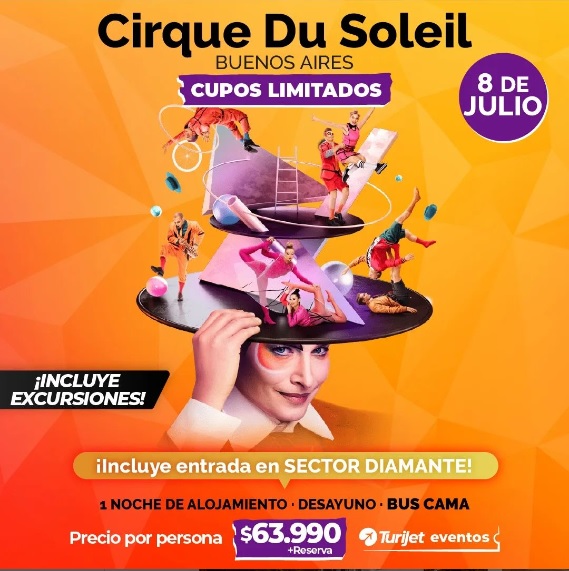 Cirque Du Soleil
BUENOS AIRES
CUPOS LIMITADOS
8 DE
JULIO
¡INCLUYE
EXCURSIONES!
¡Incluye entrada en SECTOR DIAMANTE!
1 NOCHE DE ALOJAMIENTO · DESAYUNO · BUS CAMA
Precio por persona $63.990
+Reserva
Turijet eventos